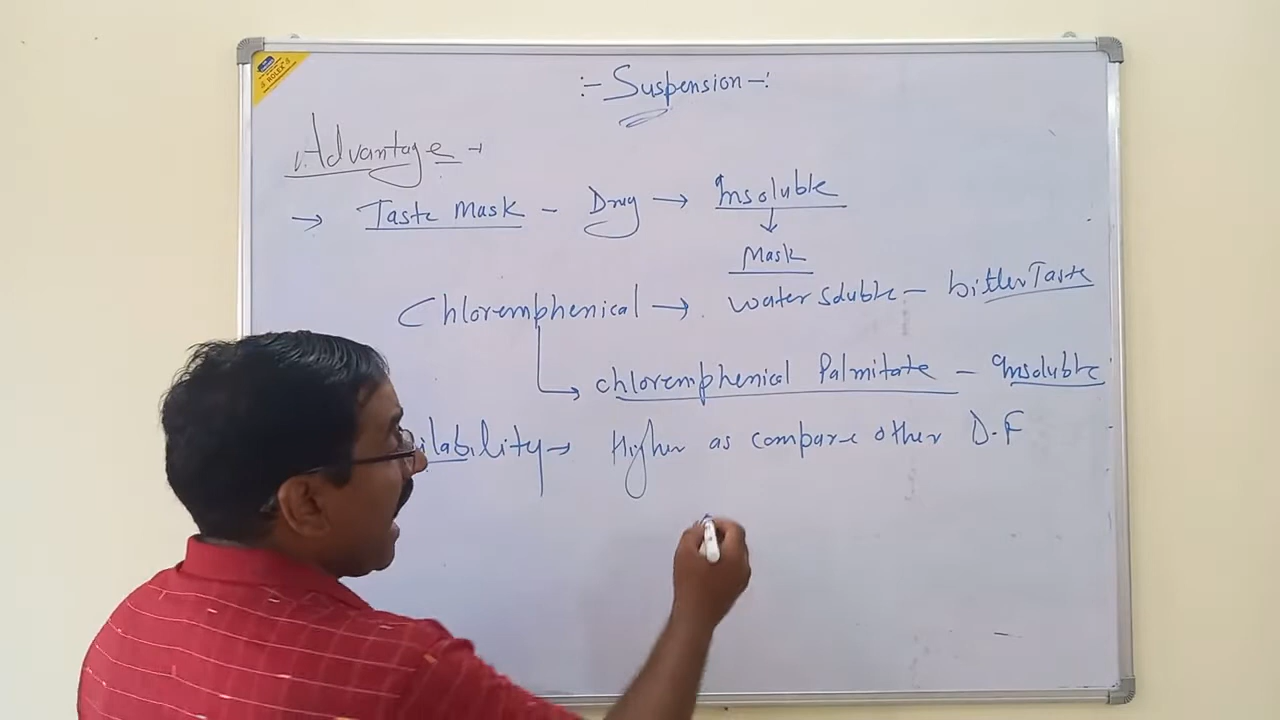 :- Suspension -:
Advantage -
→ Taste Mask - Drug → Insoluble
↓
Mask
Chloremphenical → water soluble - bitter Taste
chloremphenical Palmitate - Insoluble
ilability → Higher as compare other D.F
ROLEX